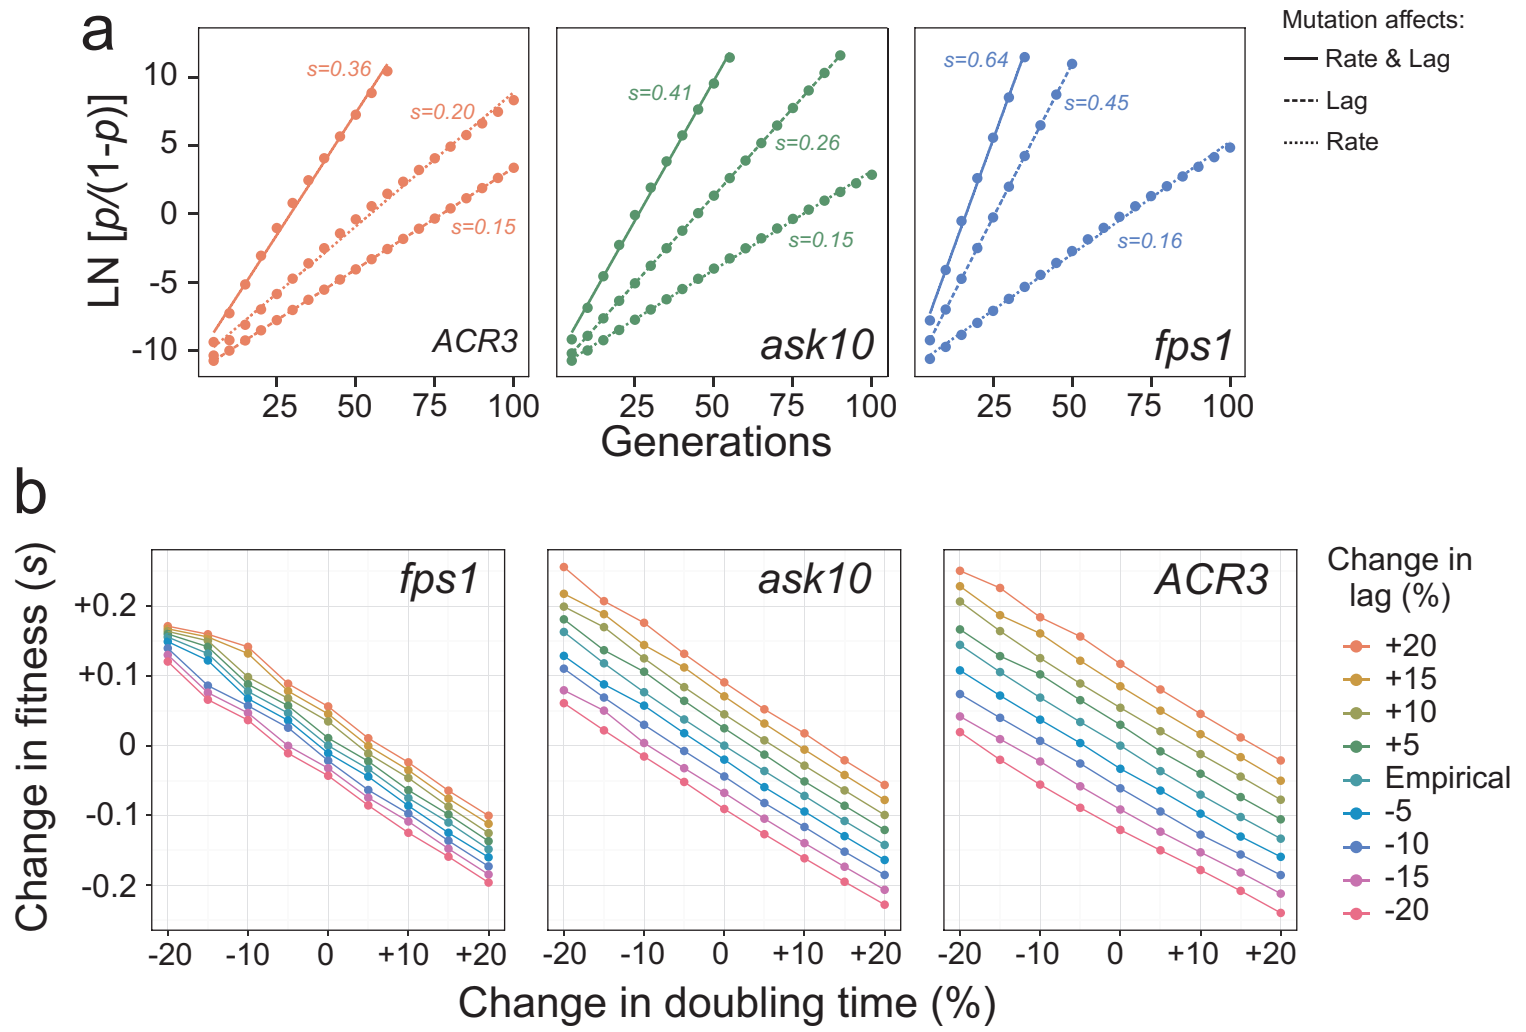 a
Mutation affects:
Rate & Lag
Lag
Rate
LN [p/(1-p)]
10
5
0
-5
-10
s=0.36
s=0.20
s=0.15
ACR3
s=0.41
s=0.26
s=0.15
ask10
s=0.64
s=0.45
s=0.16
fps1
25 50 75 100 25 50 75 100 25 50 75 100
Generations
b
Change in fitness (s)
+0.2
+0.1
0
-0.1
-0.2
fps1
ask10
ACR3
-20 -10 0 +10 +20 -20 -10 0 +10 +20 -20 -10 0 +10 +20
Change in doubling time (%)
Change in
lag (%)
+20
+15
+10
+5
Empirical
-5
-10
-15
-20